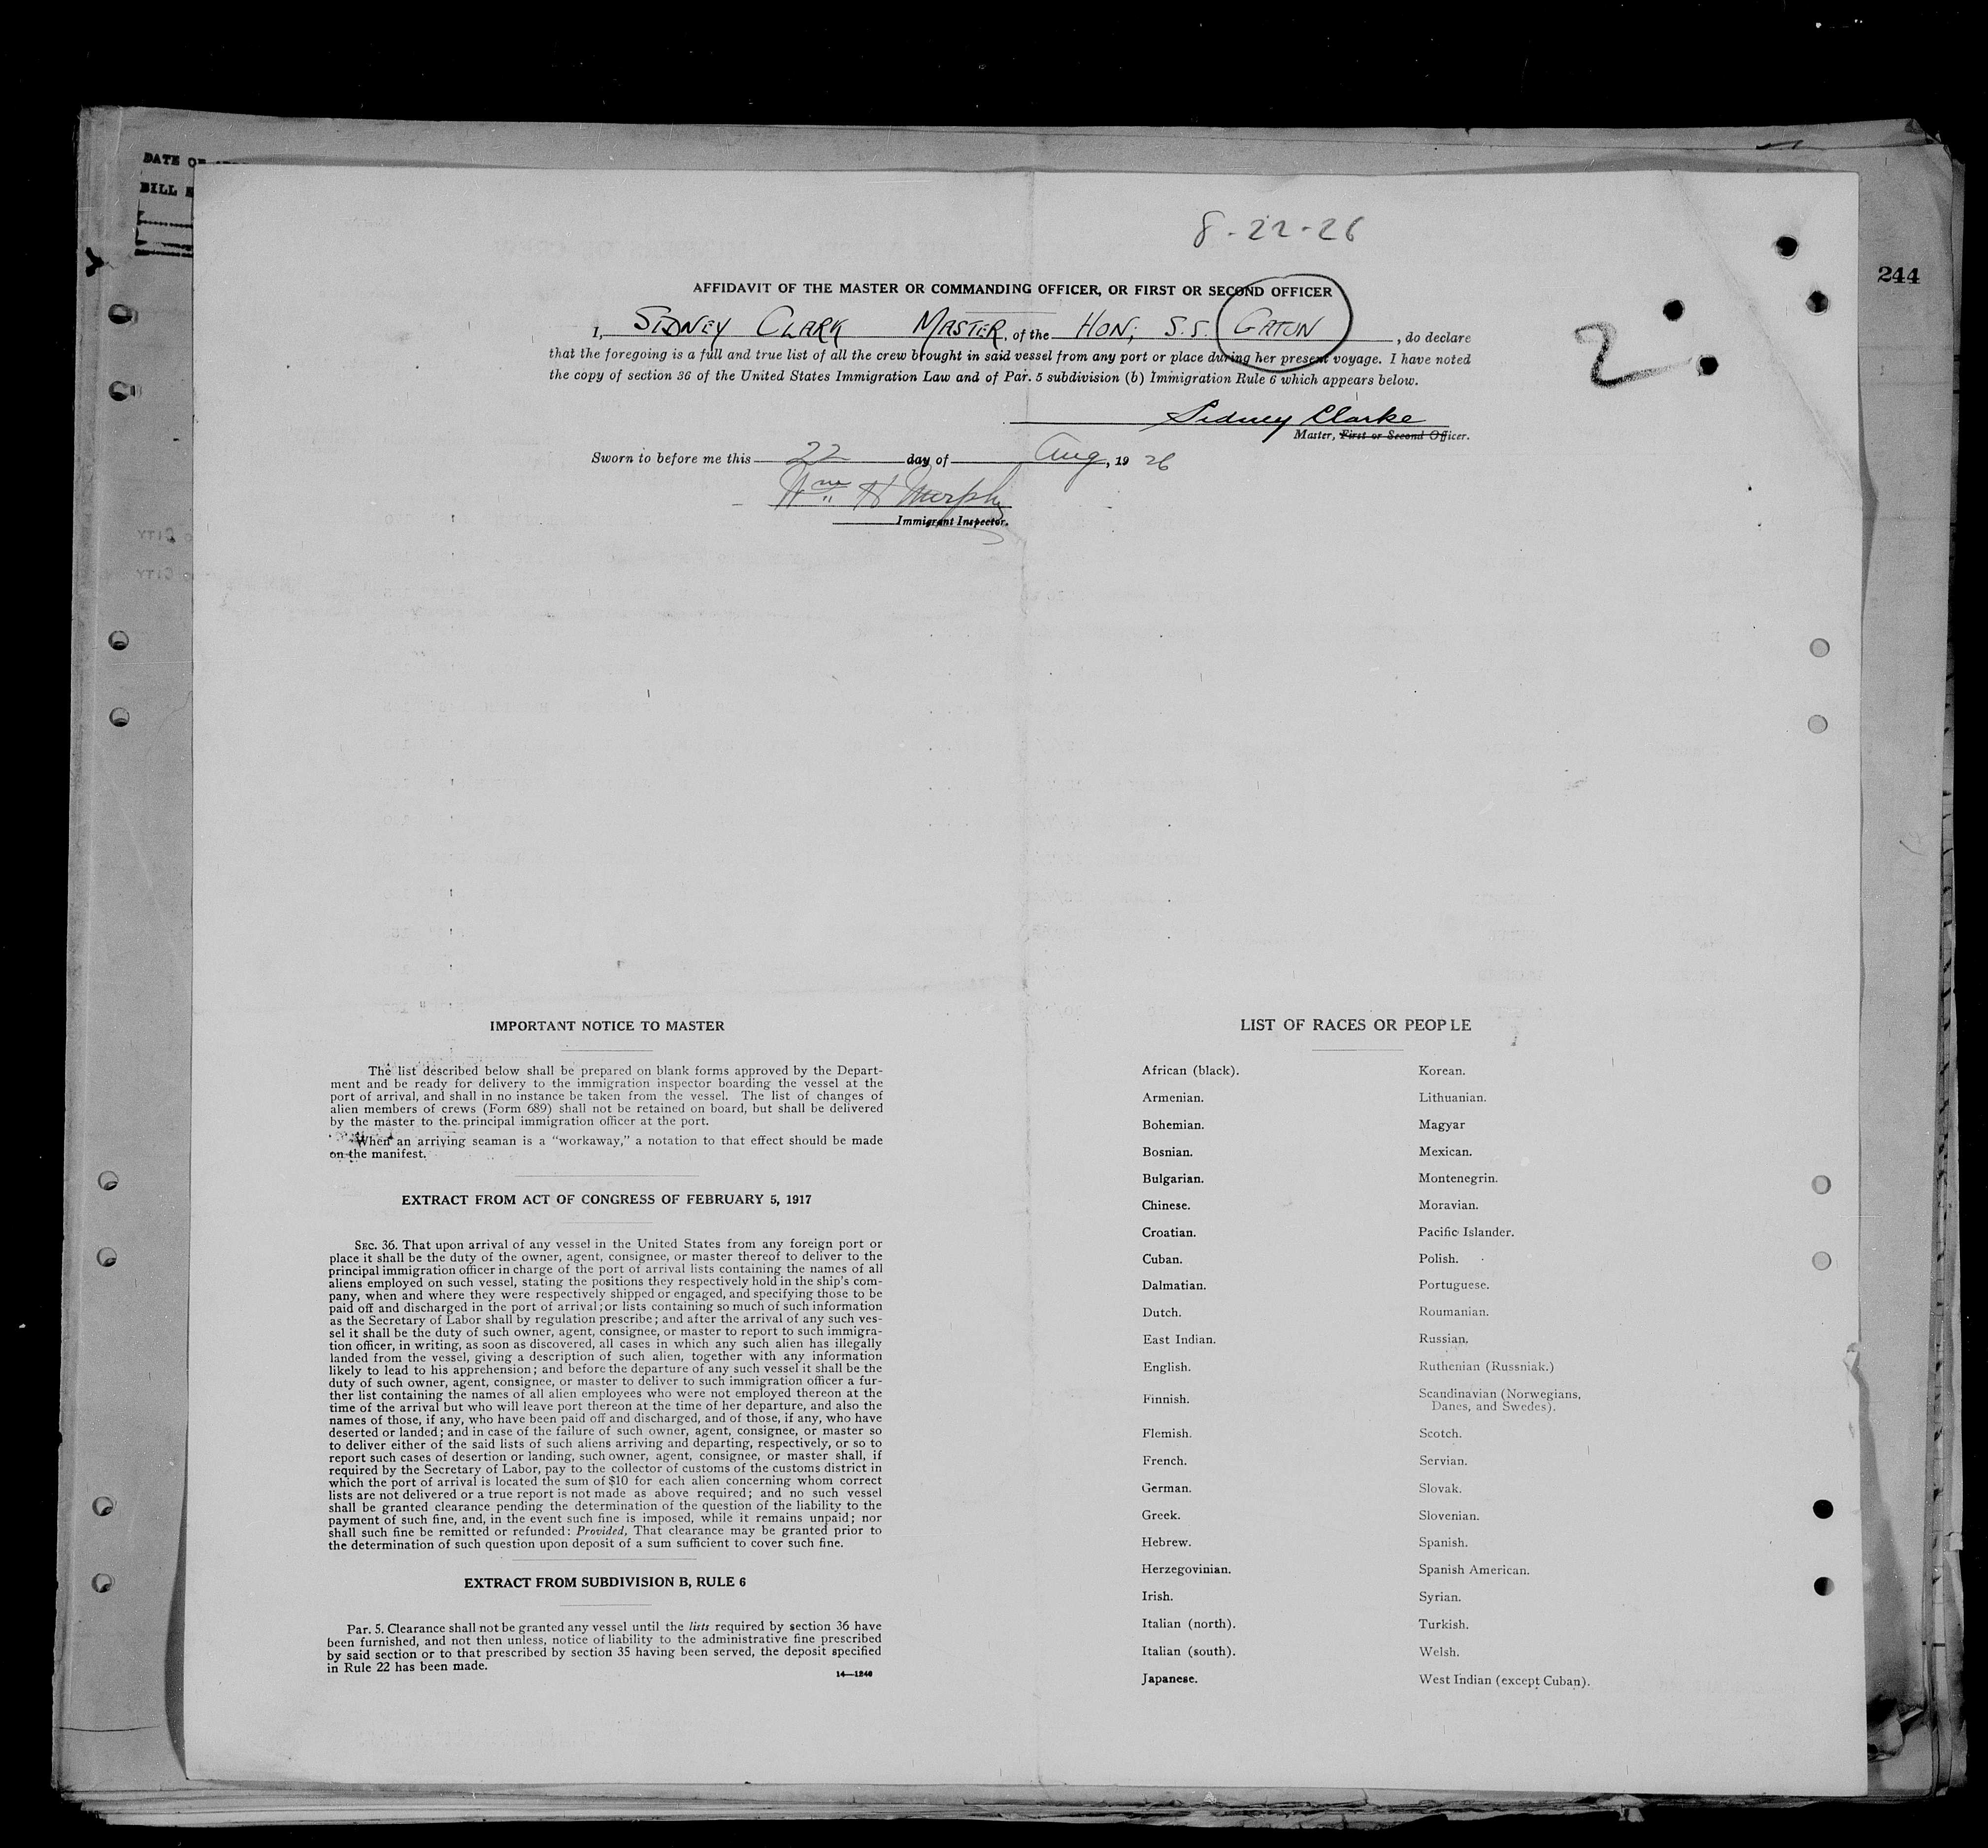 DATE OF
BILL
8-22-26
244
AFFIDAVIT OF THE MASTER OR COMMANDING OFFICER, OR FIRST OR SECOND OFFICER
I, SIDNEY CLARK MASTER, of the HON; S.S. GATUN, do declare
that the foregoing is a full and true list of all the crew brought in said vessel from any port or place during her present voyage. I have noted
the copy of section 36 of the United States Immigration Law and of Par. 5 subdivision (b) Immigration Rule 6 which appears below.
2
Sidney Clarke
Master, First or Second Officer.
Sworn to before me this 22 day of Aug, 19 26
Wm H Murphy
Immigrant Inspector.
IMPORTANT NOTICE TO MASTER
The list described below shall be prepared on blank forms approved by the Depart-
ment and be ready for delivery to the immigration inspector boarding the vessel at the
port of arrival, and shall in no instance be taken from the vessel. The list of changes of
alien members of crews (Form 689) shall not be retained on board, but shall be delivered
by the master to the principal immigration officer at the port.
When an arriving seaman is a "workaway," a notation to that effect should be made
on the manifest.
EXTRACT FROM ACT OF CONGRESS OF FEBRUARY 5, 1917
SEC. 36. That upon arrival of any vessel in the United States from any foreign port or
place it shall be the duty of the owner, agent, consignee, or master thereof to deliver to the
principal immigration officer in charge of the port of arrival lists containing the names of all
aliens employed on such vessel, stating the positions they respectively hold in the ship's com-
pany, when and where they were respectively shipped or engaged, and specifying those to be
paid off and discharged in the port of arrival; or lists containing so much of such information
as the Secretary of Labor shall by regulation prescribe; and after the arrival of any such ves-
sel it shall be the duty of such owner, agent, consignee, or master to report to such immigra-
tion officer, in writing, as soon as discovered, all cases in which any such alien has illegally
landed from the vessel, giving a description of such alien, together with any information
likely to lead to his apprehension; and before the departure of any such vessel it shall be the
duty of such owner, agent, consignee, or master to deliver to such immigration officer a fur-
ther list containing the names of all alien employees who were not employed thereon at the
time of the arrival but who will leave port thereon at the time of her departure, and also the
names of those, if any, who have been paid off and discharged, and of those, if any, who have
deserted or landed; and in case of the failure of such owner, agent, consignee, or master so
to deliver either of the said lists of such aliens arriving and departing, respectively, or so to
report such cases of desertion or landing, such owner, agent, consignee, or master shall, if
required by the Secretary of Labor, pay to the collector of customs of the customs district in
which the port of arrival is located the sum of $10 for each alien concerning whom correct
lists are not delivered or a true report is not made as above required; and no such vessel
shall be granted clearance pending the determination of the question of the liability to the
payment of such fine, and, in the event such fine is imposed, while it remains unpaid; nor
shall such fine be remitted or refunded: Provided, That clearance may be granted prior to
the determination of such question upon deposit of a sum sufficient to cover such fine.
EXTRACT FROM SUBDIVISION B, RULE 6
Par. 5. Clearance shall not be granted any vessel until the lists required by section 36 have
been furnished, and not then unless, notice of liability to the administrative fine prescribed
by said section or to that prescribed by section 35 having been served, the deposit specified
in Rule 22 has been made.
14—1240
LIST OF RACES OR PEOPLE
African (black).
Armenian.
Bohemian.
Bosnian.
Bulgarian.
Chinese.
Croatian.
Cuban.
Dalmatian.
Dutch.
East Indian.
English.
Finnish.
Flemish.
French.
German.
Greek.
Hebrew.
Herzegovinian.
Irish.
Italian (north).
Italian (south).
Japanese.
Korean.
Lithuanian.
Magyar
Mexican.
Montenegrin.
Moravian.
Pacific Islander.
Polish.
Portuguese.
Roumanian.
Russian.
Ruthenian (Russniak.)
Scandinavian (Norwegians,
Danes, and Swedes).
Scotch.
Servian.
Slovak.
Slovenian.
Spanish.
Spanish American.
Syrian.
Turkish.
Welsh.
West Indian (except Cuban).